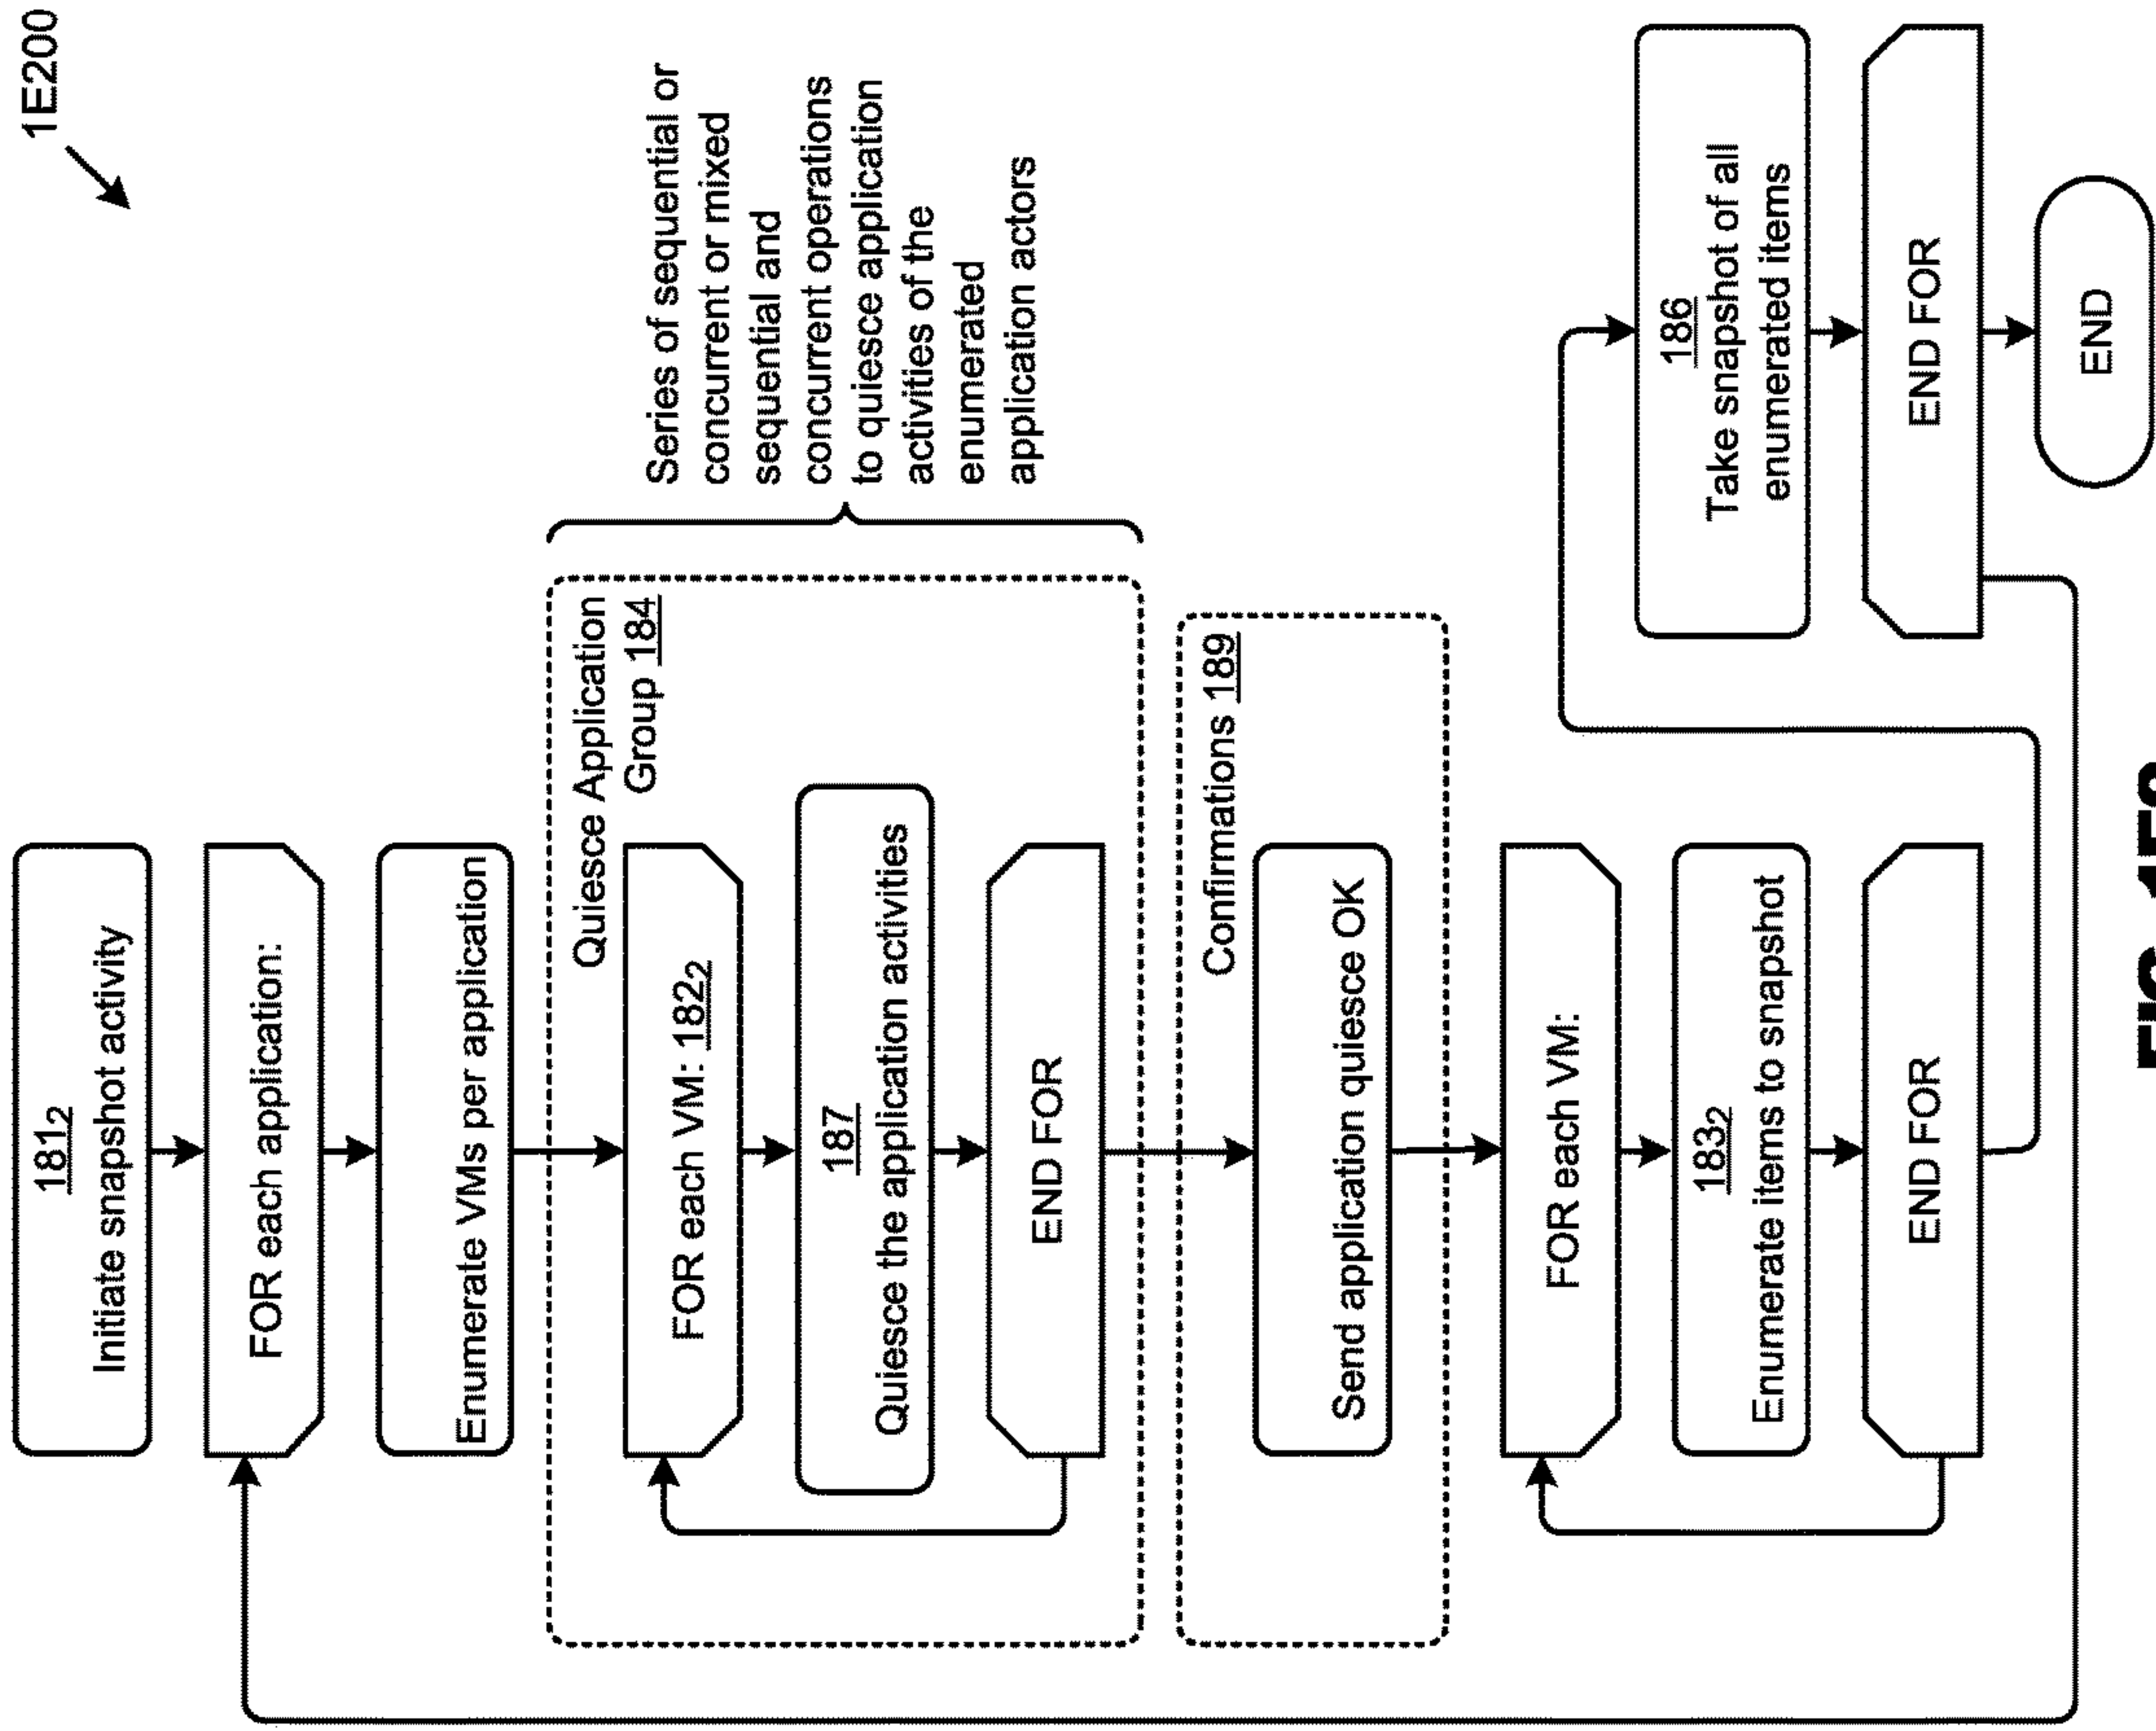 1E200
181₂
Initiate snapshot activity
FOR each application:
Enumerate VMs per application
Quiesce Application
Group 184
FOR each VM: 182₂
187
Quiesce the application activities
END FOR
Series of sequential or
concurrent or mixed
sequential and
concurrent operations
to quiesce application
activities of the
enumerated
application actors
Confirmations 189
Send application quiesce OK
FOR each VM:
183₂
Enumerate items to snapshot
END FOR
186
Take snapshot of all
enumerated items
END FOR
END